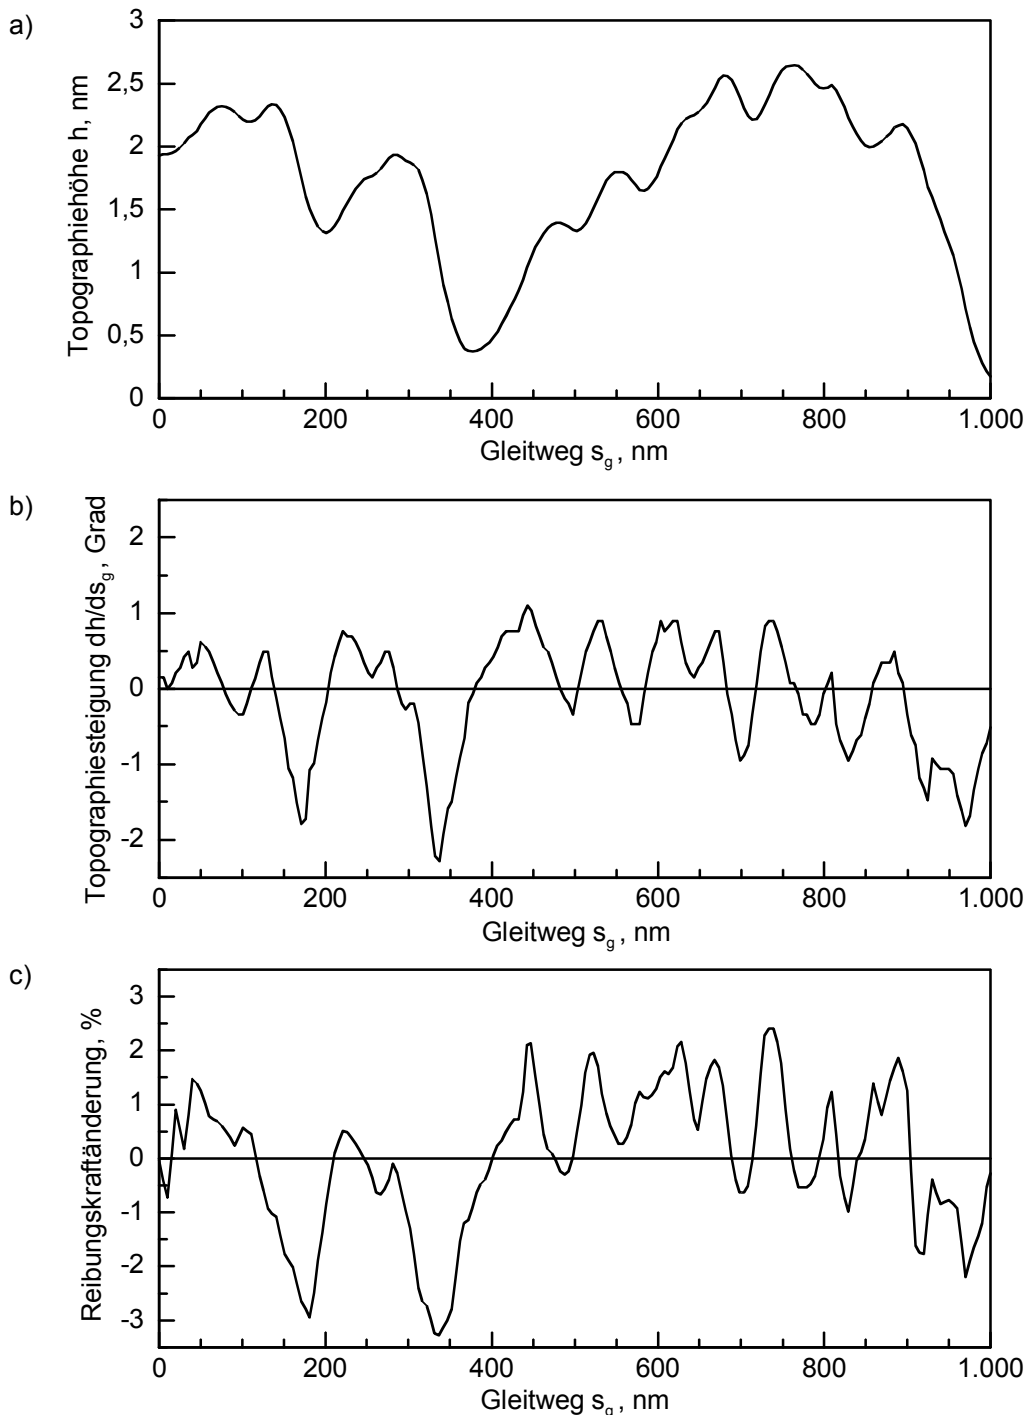 a)
Topographiehöhe h, nm
3
2,5
2
1,5
1
0,5
0
0 200 400 600 800 1.000
Gleitweg s_g, nm
b)
Topographiesteigung dh/ds_g, Grad
2
1
0
-1
-2
0 200 400 600 800 1.000
Gleitweg s_g, nm
c)
Reibungskraftänderung, %
3
2
1
0
-1
-2
-3
0 200 400 600 800 1.000
Gleitweg s_g, nm